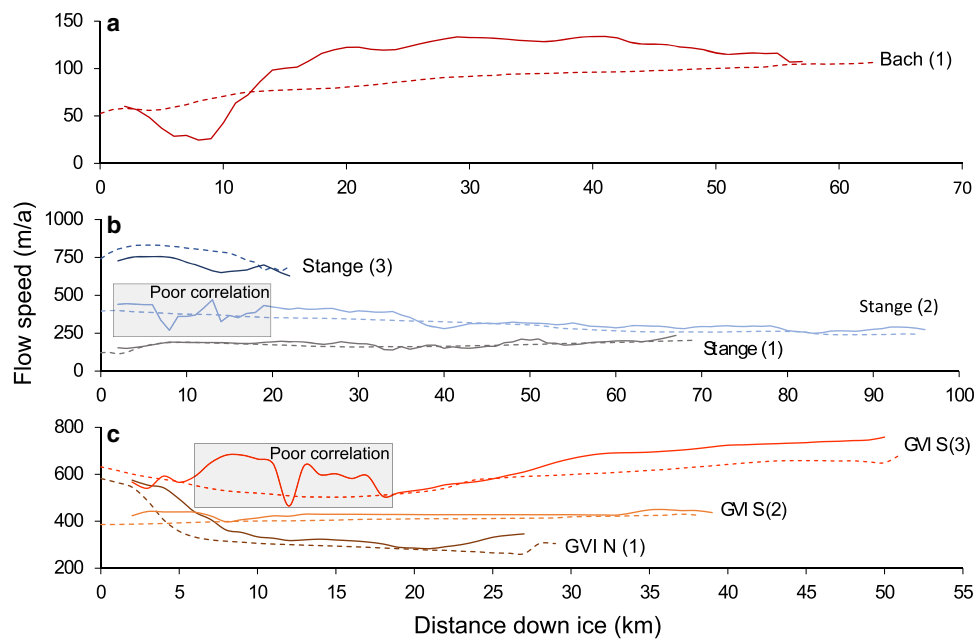 a
150
100
50
0
Bach (1)
0 10 20 30 40 50 60 70
Flow speed (m/a)
b
1000
750
500
250
0
Stange (3)
Poor correlation
Stange (2)
Stange (1)
0 10 20 30 40 50 60 70 80 90 100
c
800
600
400
200
Poor correlation
GVI S(3)
GVI S(2)
GVI N (1)
0 5 10 15 20 25 30 35 40 45 50 55
Distance down ice (km)